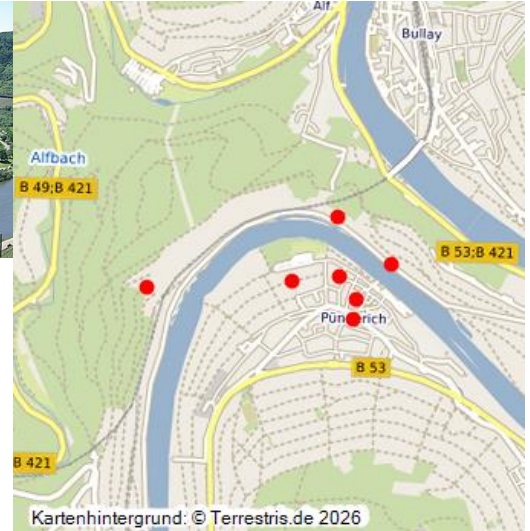 Alf
Bullay
Alfbach
B 49;B 421
B 53;B 421
Pünderich
B 53
B 421
Kartenhintergrund: © Terrestris.de 2026